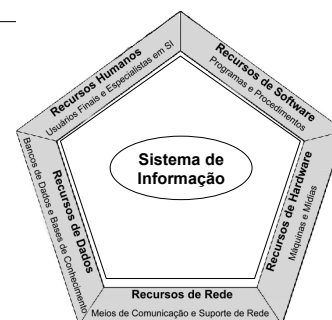 Recursos Humanos
Usuários Finais e Especialistas em SI
Recursos de Software
Programas e Procedimentos
Sistema de
Informação
Recursos de Dados
Bancos de Dados e Bases de Conhecimento
Recursos de Hardware
Máquinas e Mídias
Recursos de Rede
Meios de Comunicação e Suporte de Rede